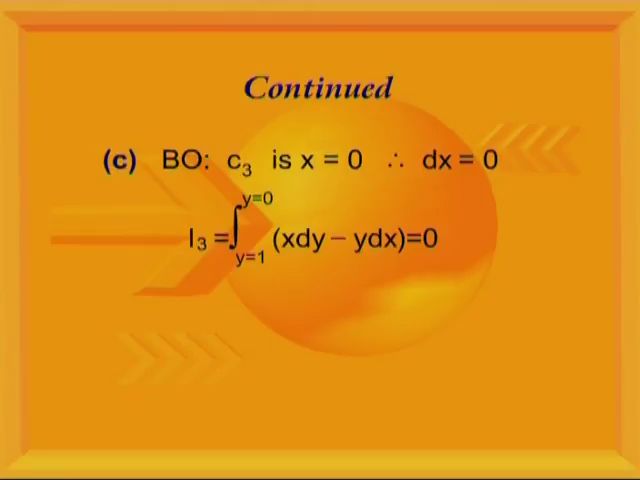 Continued
(c) BO: c₃ is x = 0 ∴ dx = 0
y=0
I₃ =∫ (xdy − ydx)=0
y=1